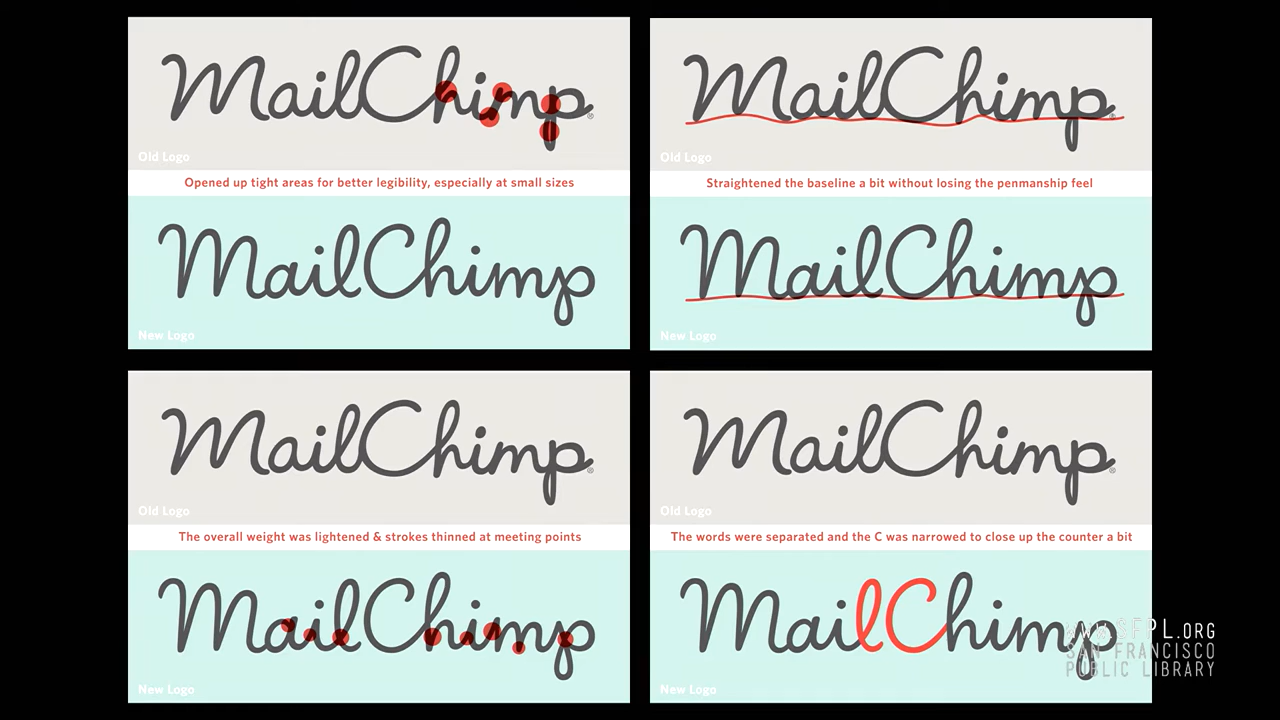 MailChimp®
Old Logo
Opened up tight areas for better legibility, especially at small sizes
MailChimp
New Logo
MailChimp®
Old Logo
Straightened the baseline a bit without losing the penmanship feel
MailChimp
New Logo
MailChimp®
Old Logo
The overall weight was lightened & strokes thinned at meeting points
MailChimp
New Logo
MailChimp®
Old Logo
The words were separated and the C was narrowed to close up the counter a bit
MailChimp
New Logo
WWW.SFPL.ORG
SAN FRANCISCO
PUBLIC LIBRARY